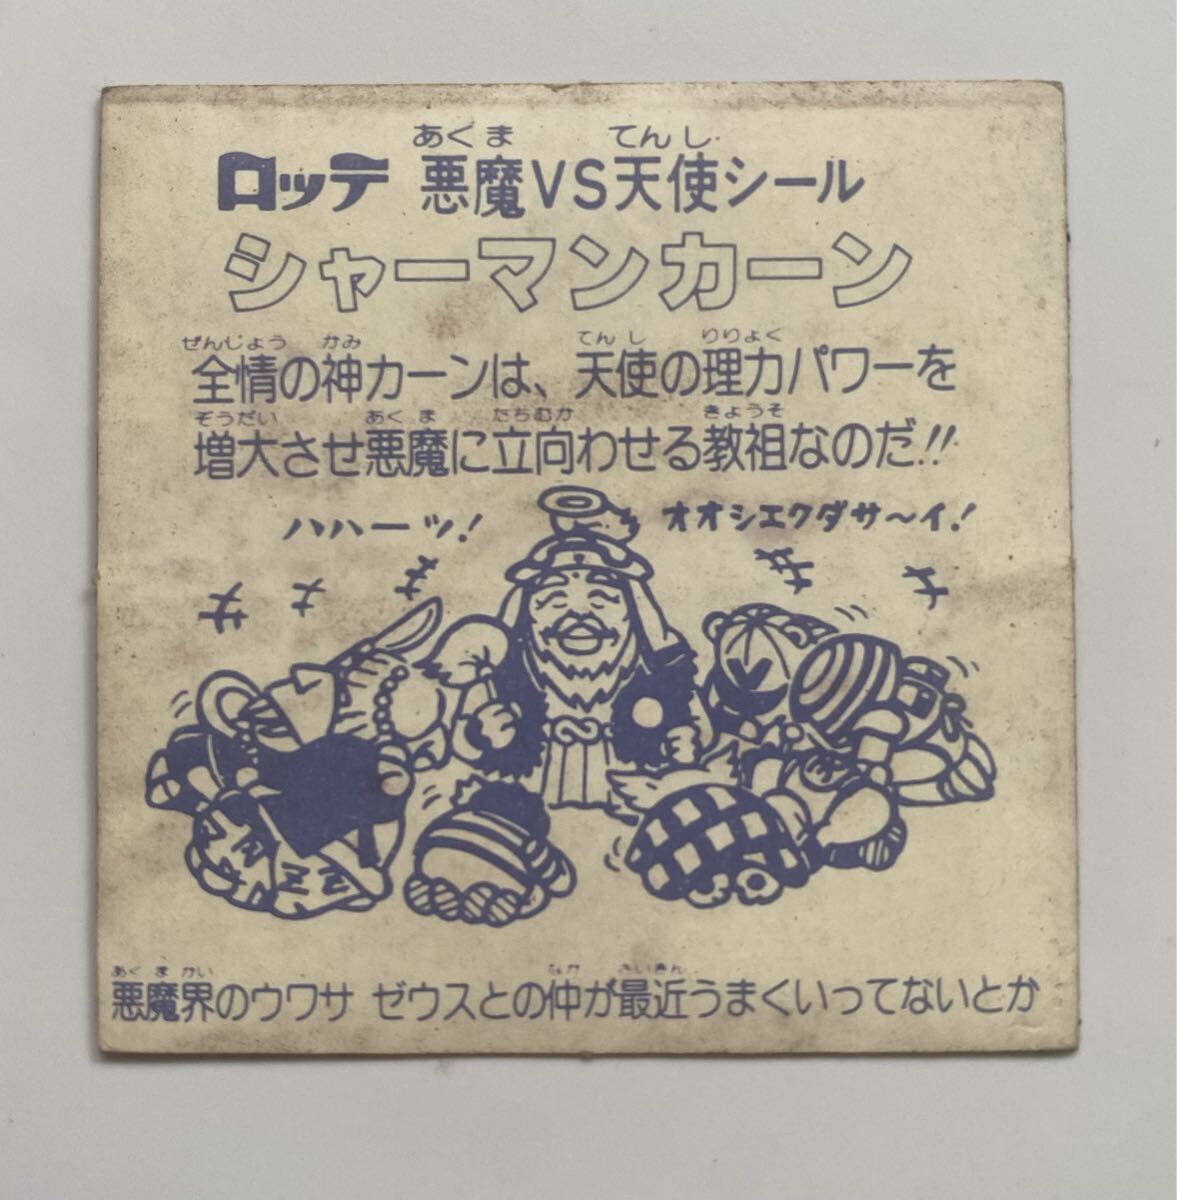 あくま てんし
ロッテ 悪魔VS天使シール
シャーマンカーン
ぜんじょう かみ てんし りりょく
全情の神カーンは、天使の理力パワーを
ぞうだい あくま たちむか きょうそ
増大させ悪魔に立向わせる教祖なのだ!!
ハハーッ! オオシエクダサ〜イ!
あくまかい なか さいきん
悪魔界のウワサ ゼウスとの仲が最近うまくいってないとか